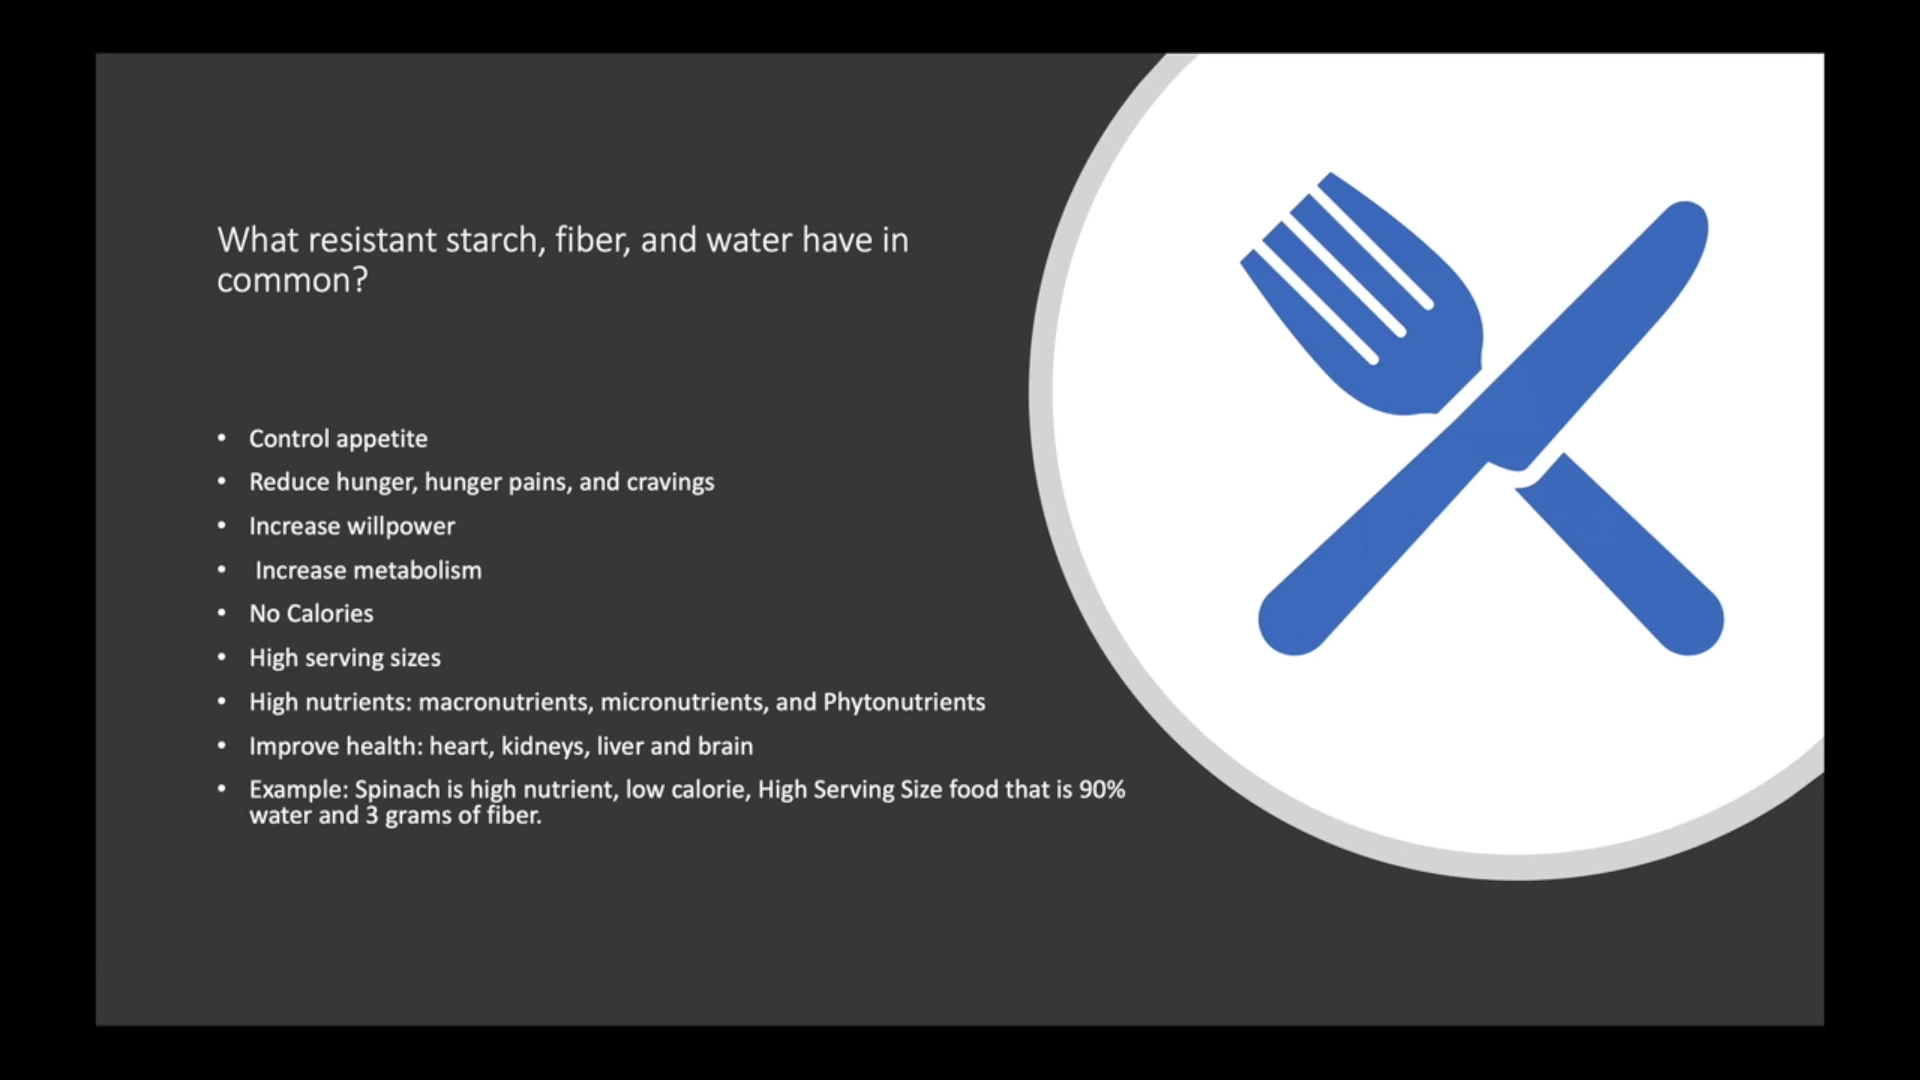 What resistant starch, fiber, and water have in
common?
• Control appetite
• Reduce hunger, hunger pains, and cravings
• Increase willpower
• Increase metabolism
• No Calories
• High serving sizes
• High nutrients: macronutrients, micronutrients, and Phytonutrients
• Improve health: heart, kidneys, liver and brain
• Example: Spinach is high nutrient, low calorie, High Serving Size food that is 90%
water and 3 grams of fiber.